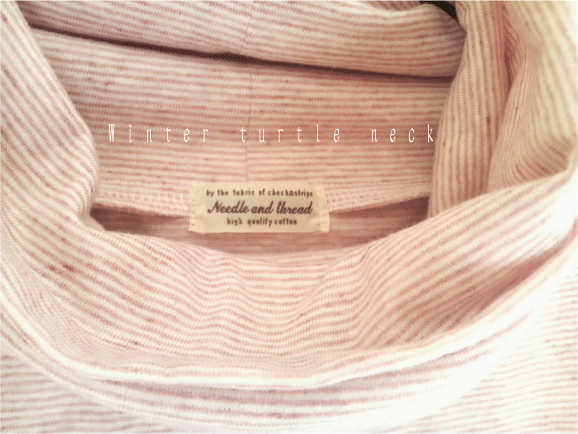 Winter turtle neck
by the fabric of check&stripe
Needle and thread
high quality cotton